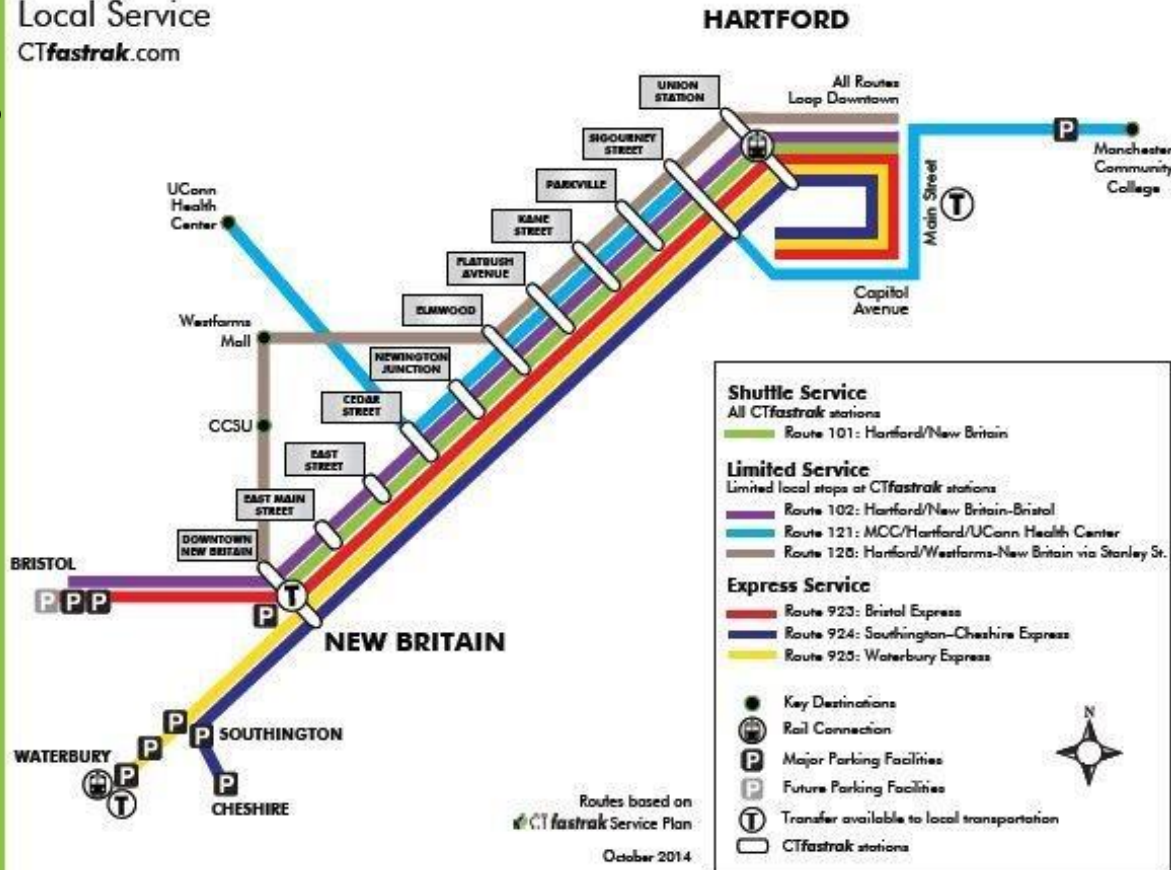 Local Service
CTfastrak.com
HARTFORD
UNION
STATION
All Routes
Loop Downtown
SIGOURNEY
STREET
PARKVILLE
KANE
STREET
FLATBUSH
AVENUE
ELMWOOD
NEWINGTON
JUNCTION
CEDAR
STREET
EAST
STREET
EAST MAIN
STREET
DOWNTOWN
NEW BRITAIN
UConn
Health
Center
Westfarms
Mall
CCSU
P
Manchester
Community
College
Main Street
T
Capitol
Avenue
BRISTOL
P P P
P
T
NEW BRITAIN
P
P
P
SOUTHINGTON
WATERBURY
P
T
P
CHESHIRE
Routes based on
CTfastrak Service Plan
October 2014
Shuttle Service
All CTfastrak stations
Route 101: Hartford/New Britain
Limited Service
Limited local stops at CTfastrak stations
Route 102: Hartford/New Britain-Bristol
Route 121: MCC/Hartford/UConn Health Center
Route 128: Hartford/Westfarms-New Britain via Stanley St.
Express Service
Route 923: Bristol Express
Route 924: Southington–Cheshire Express
Route 925: Waterbury Express
Key Destinations
Rail Connection
P Major Parking Facilities
P Future Parking Facilities
T Transfer available to local transportation
CTfastrak stations
N